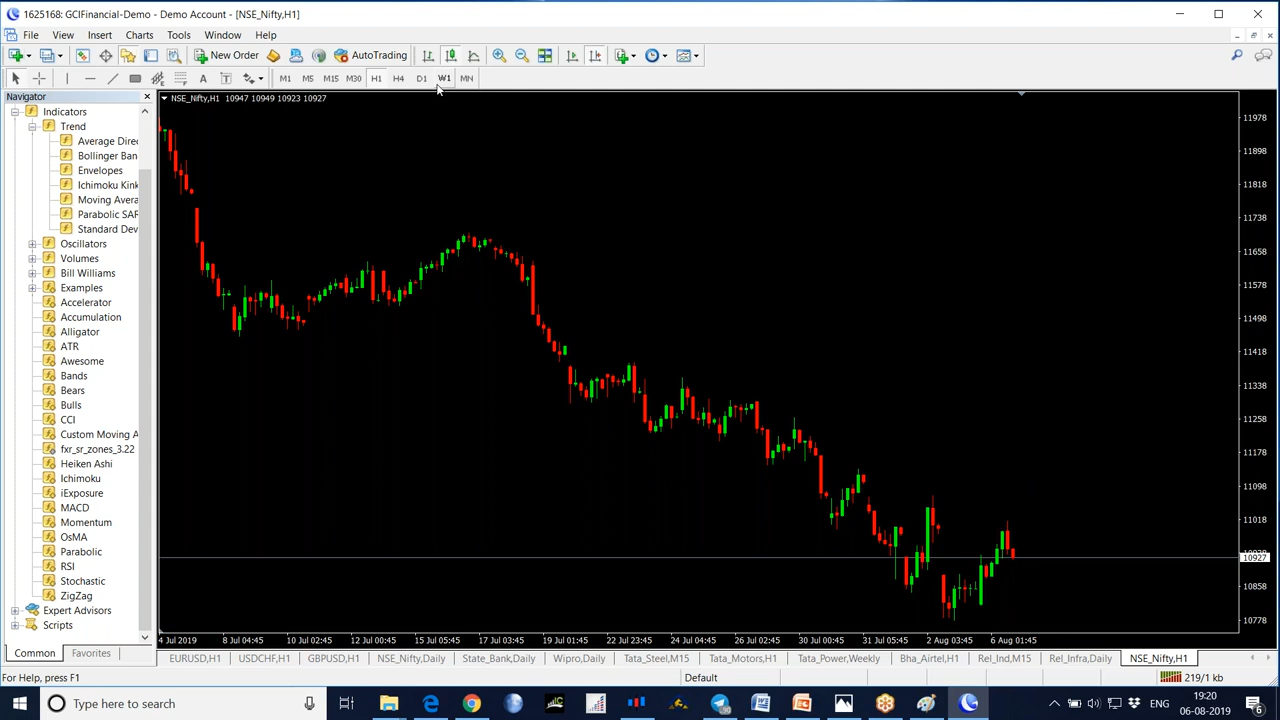 1625168: GCIFinancial-Demo - Demo Account - [NSE_Nifty,H1]
File View Insert Charts Tools Window Help
New Order AutoTrading
A T M1 M5 M15 M30 H1 H4 D1 W1 MN
Navigator
NSE_Nifty,H1 10947 10949 10923 10927
Indicators
Trend
Average Direc
Bollinger Ban
Envelopes
Ichimoku Kink
Moving Avera
Parabolic SAR
Standard Dev
Oscillators
Volumes
Bill Williams
Examples
Accelerator
Accumulation
Alligator
ATR
Awesome
Bands
Bears
Bulls
CCI
Custom Moving A
fxr_sr_zones_3.22
Heiken Ashi
Ichimoku
iExposure
MACD
Momentum
OsMA
Parabolic
RSI
Stochastic
ZigZag
Expert Advisors
Scripts
Common Favorites
11978
11898
11818
11738
11658
11578
11498
11418
11338
11258
11178
11098
11018
10927
10858
10778
4 Jul 2019 8 Jul 04:45 10 Jul 02:45 12 Jul 00:45 15 Jul 05:45 17 Jul 03:45 19 Jul 01:45 22 Jul 23:45 24 Jul 04:45 26 Jul 02:45 30 Jul 00:45 31 Jul 05:45 2 Aug 03:45 6 Aug 01:45
EURUSD,H1 USDCHF,H1 GBPUSD,H1 NSE_Nifty,Daily State_Bank,Daily Wipro,Daily Tata_Steel,M15 Tata_Motors,H1 Tata_Power,Weekly Bha_Airtel,H1 Rel_Ind,M15 Rel_Infra,Daily NSE_Nifty,H1
For Help, press F1 Default 219/1 kb
Type here to search
ENG
19:20
06-08-2019
6